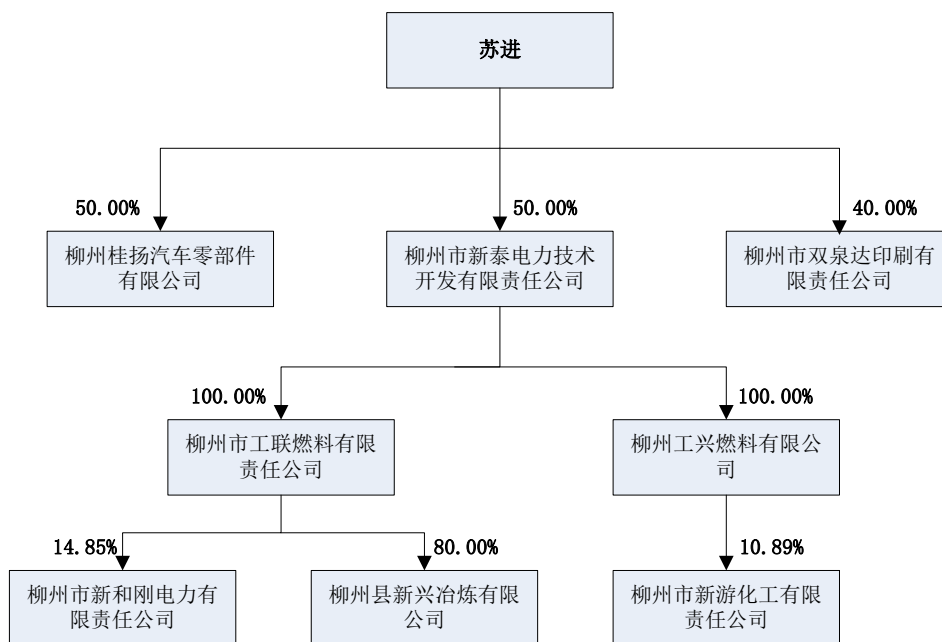 苏进
50.00%
50.00%
40.00%
柳州桂扬汽车零部件
有限公司
柳州市新泰电力技术
开发有限责任公司
柳州市双泉达印刷有
限责任公司
100.00%
100.00%
柳州市工联燃料有限
责任公司
柳州工兴燃料有限公
司
14.85%
80.00%
10.89%
柳州市新和刚电力有
限责任公司
柳州县新兴冶炼有限
公司
柳州市新游化工有限
责任公司